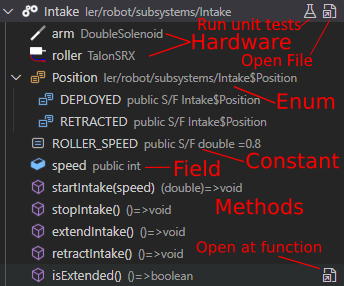 Intake ler/robot/subsystems/Intake
Run unit tests
arm DoubleSolenoid
Hardware
roller TalonSRX
Open File
Position ler/robot/subsystems/Intake$Position
Enum
DEPLOYED public S/F Intake$Position
RETRACTED public S/F Intake$Position
ROLLER_SPEED public S/F double =0.8
Constant
speed public int
Field
startIntake(speed) (double)=>void
Methods
stopIntake() ()=>void
extendIntake() ()=>void
retractIntake() ()=>void
Open at function
isExtended() ()=>boolean